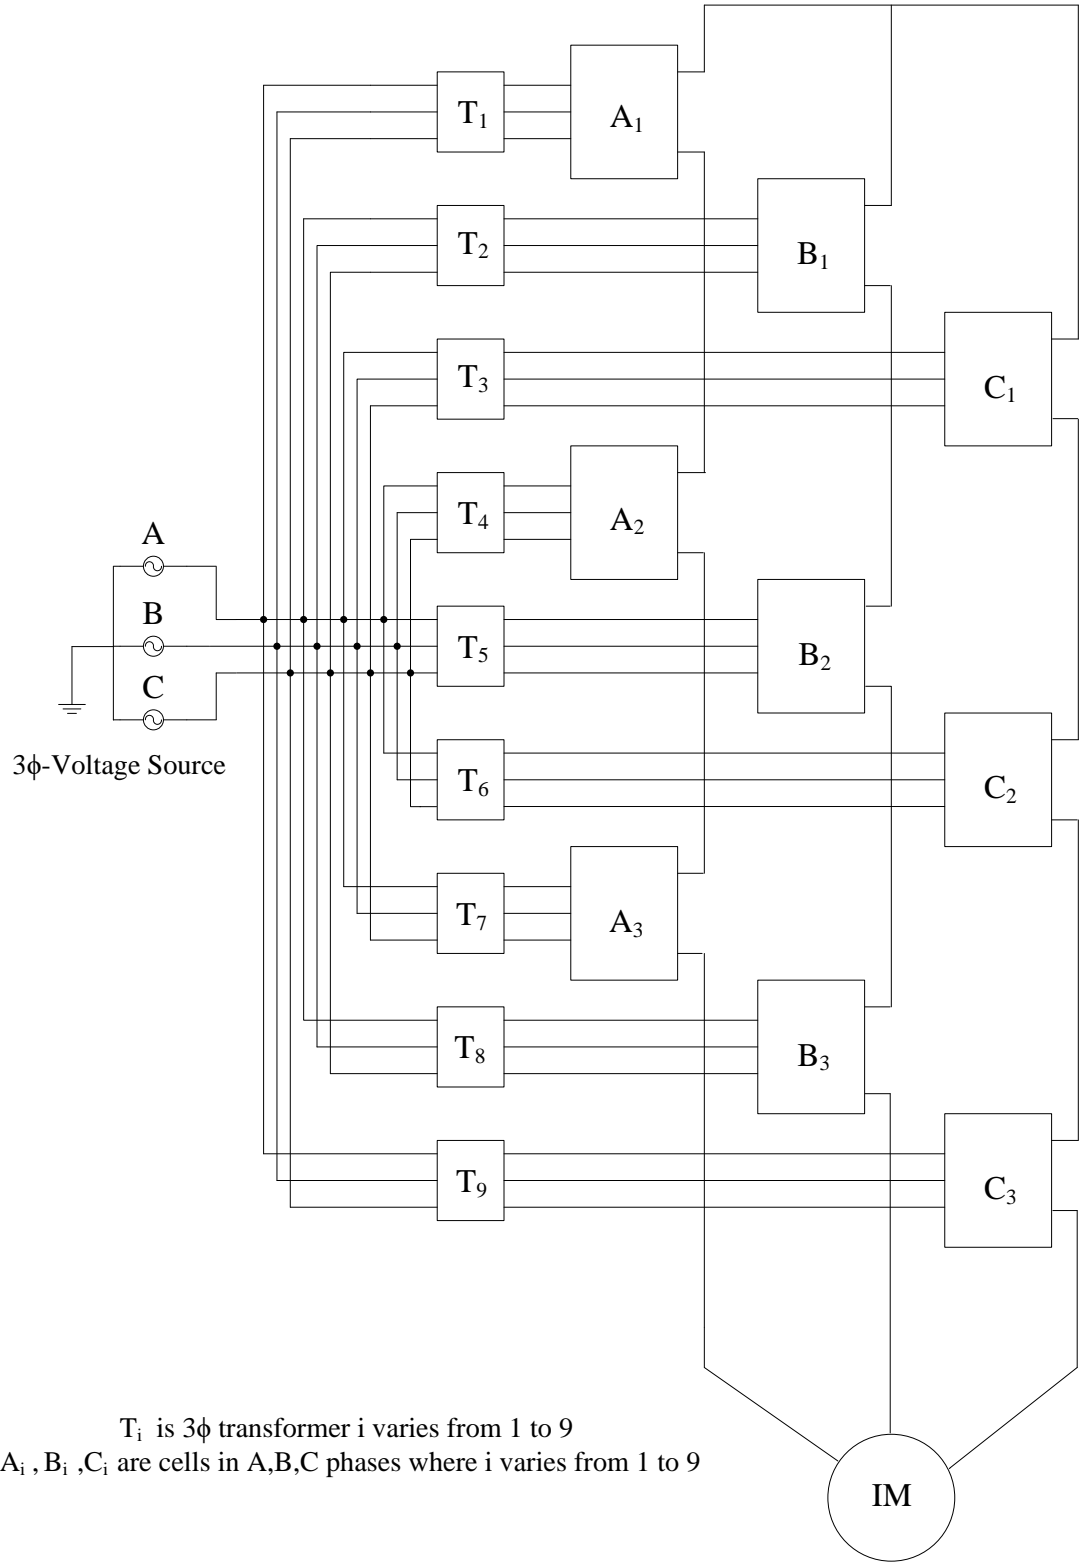 T₁
A₁
T₂
B₁
T₃
C₁
T₄
A₂
A
B
C
T₅
B₂
3ϕ-Voltage Source
T₆
C₂
T₇
A₃
T₈
B₃
T₉
C₃
Tᵢ is 3ϕ transformer i varies from 1 to 9
Aᵢ , Bᵢ ,Cᵢ are cells in A,B,C phases where i varies from 1 to 9
IM